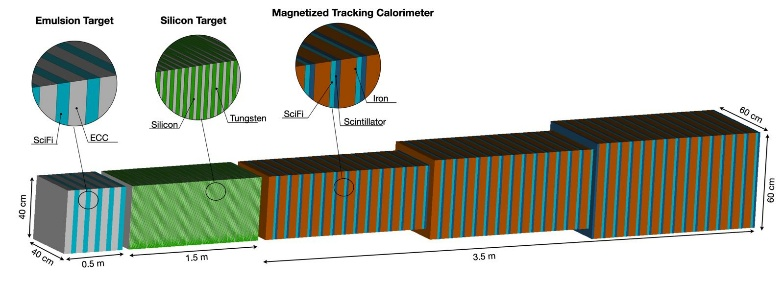 Emulsion Target
Silicon Target
Magnetized Tracking Calorimeter
SciFi
ECC
Silicon
Tungsten
SciFi
Iron
Scintillator
60 cm
60 cm
40 cm
40 cm
0.5 m
1.5 m
3.5 m